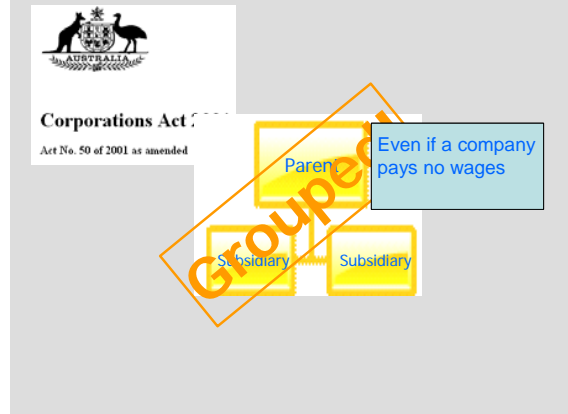 AUSTRALIA
Corporations Act 2001
Act No. 50 of 2001 as amended
Parent
Even if a company
pays no wages
Grouped!
Subsidiary
Subsidiary